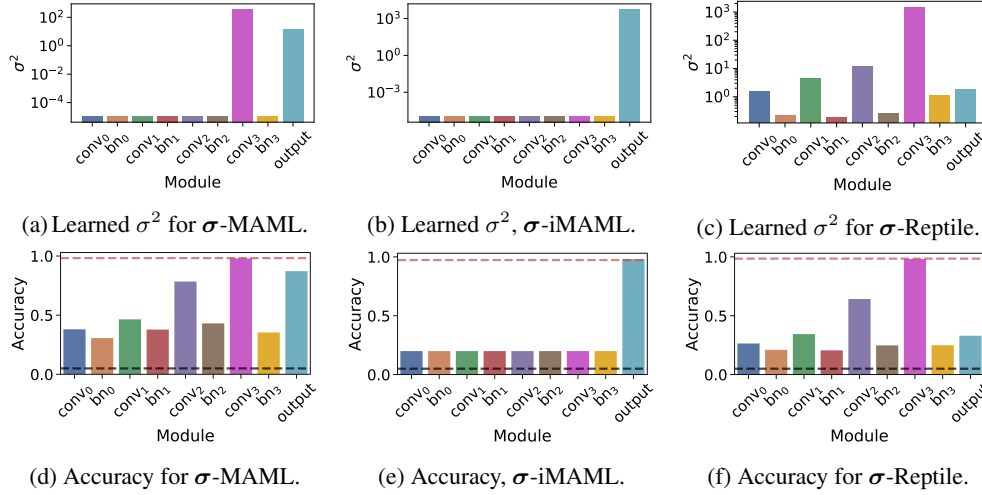 10²
10⁰
10⁻²
10⁻⁴
σ²
conv₀ bn₀ conv₁ bn₁ conv₂ bn₂ conv₃ bn₃ output
Module
(a) Learned σ² for σ-MAML.
10³
10⁰
10⁻³
σ²
conv₀ bn₀ conv₁ bn₁ conv₂ bn₂ conv₃ bn₃ output
Module
(b) Learned σ², σ-iMAML.
10³
10²
10¹
10⁰
σ²
conv₀ bn₀ conv₁ bn₁ conv₂ bn₂ conv₃ bn₃ output
Module
(c) Learned σ² for σ-Reptile.
1.0
0.5
0.0
Accuracy
conv₀ bn₀ conv₁ bn₁ conv₂ bn₂ conv₃ bn₃ output
Module
(d) Accuracy for σ-MAML.
1.0
0.5
0.0
Accuracy
conv₀ bn₀ conv₁ bn₁ conv₂ bn₂ conv₃ bn₃ output
Module
(e) Accuracy, σ-iMAML.
1.0
0.5
0.0
Accuracy
conv₀ bn₀ conv₁ bn₁ conv₂ bn₂ conv₃ bn₃ output
Module
(f) Accuracy for σ-Reptile.